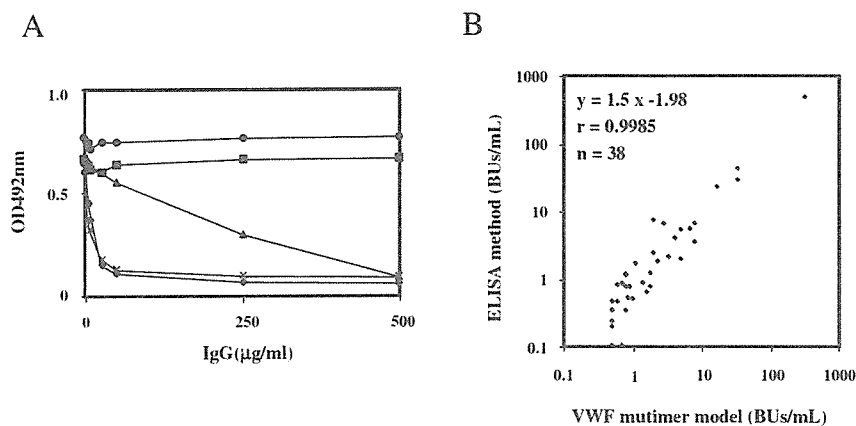 A
1.0
0.5
0
OD492nm
0
250
500
IgG(μg/ml)
B
1000
100
10
1
0.1
ELISA method (BUs/mL)
y = 1.5 x -1.98
r = 0.9985
n = 38
0.1
1
10
100
1000
VWF mutimer model (BUs/mL)